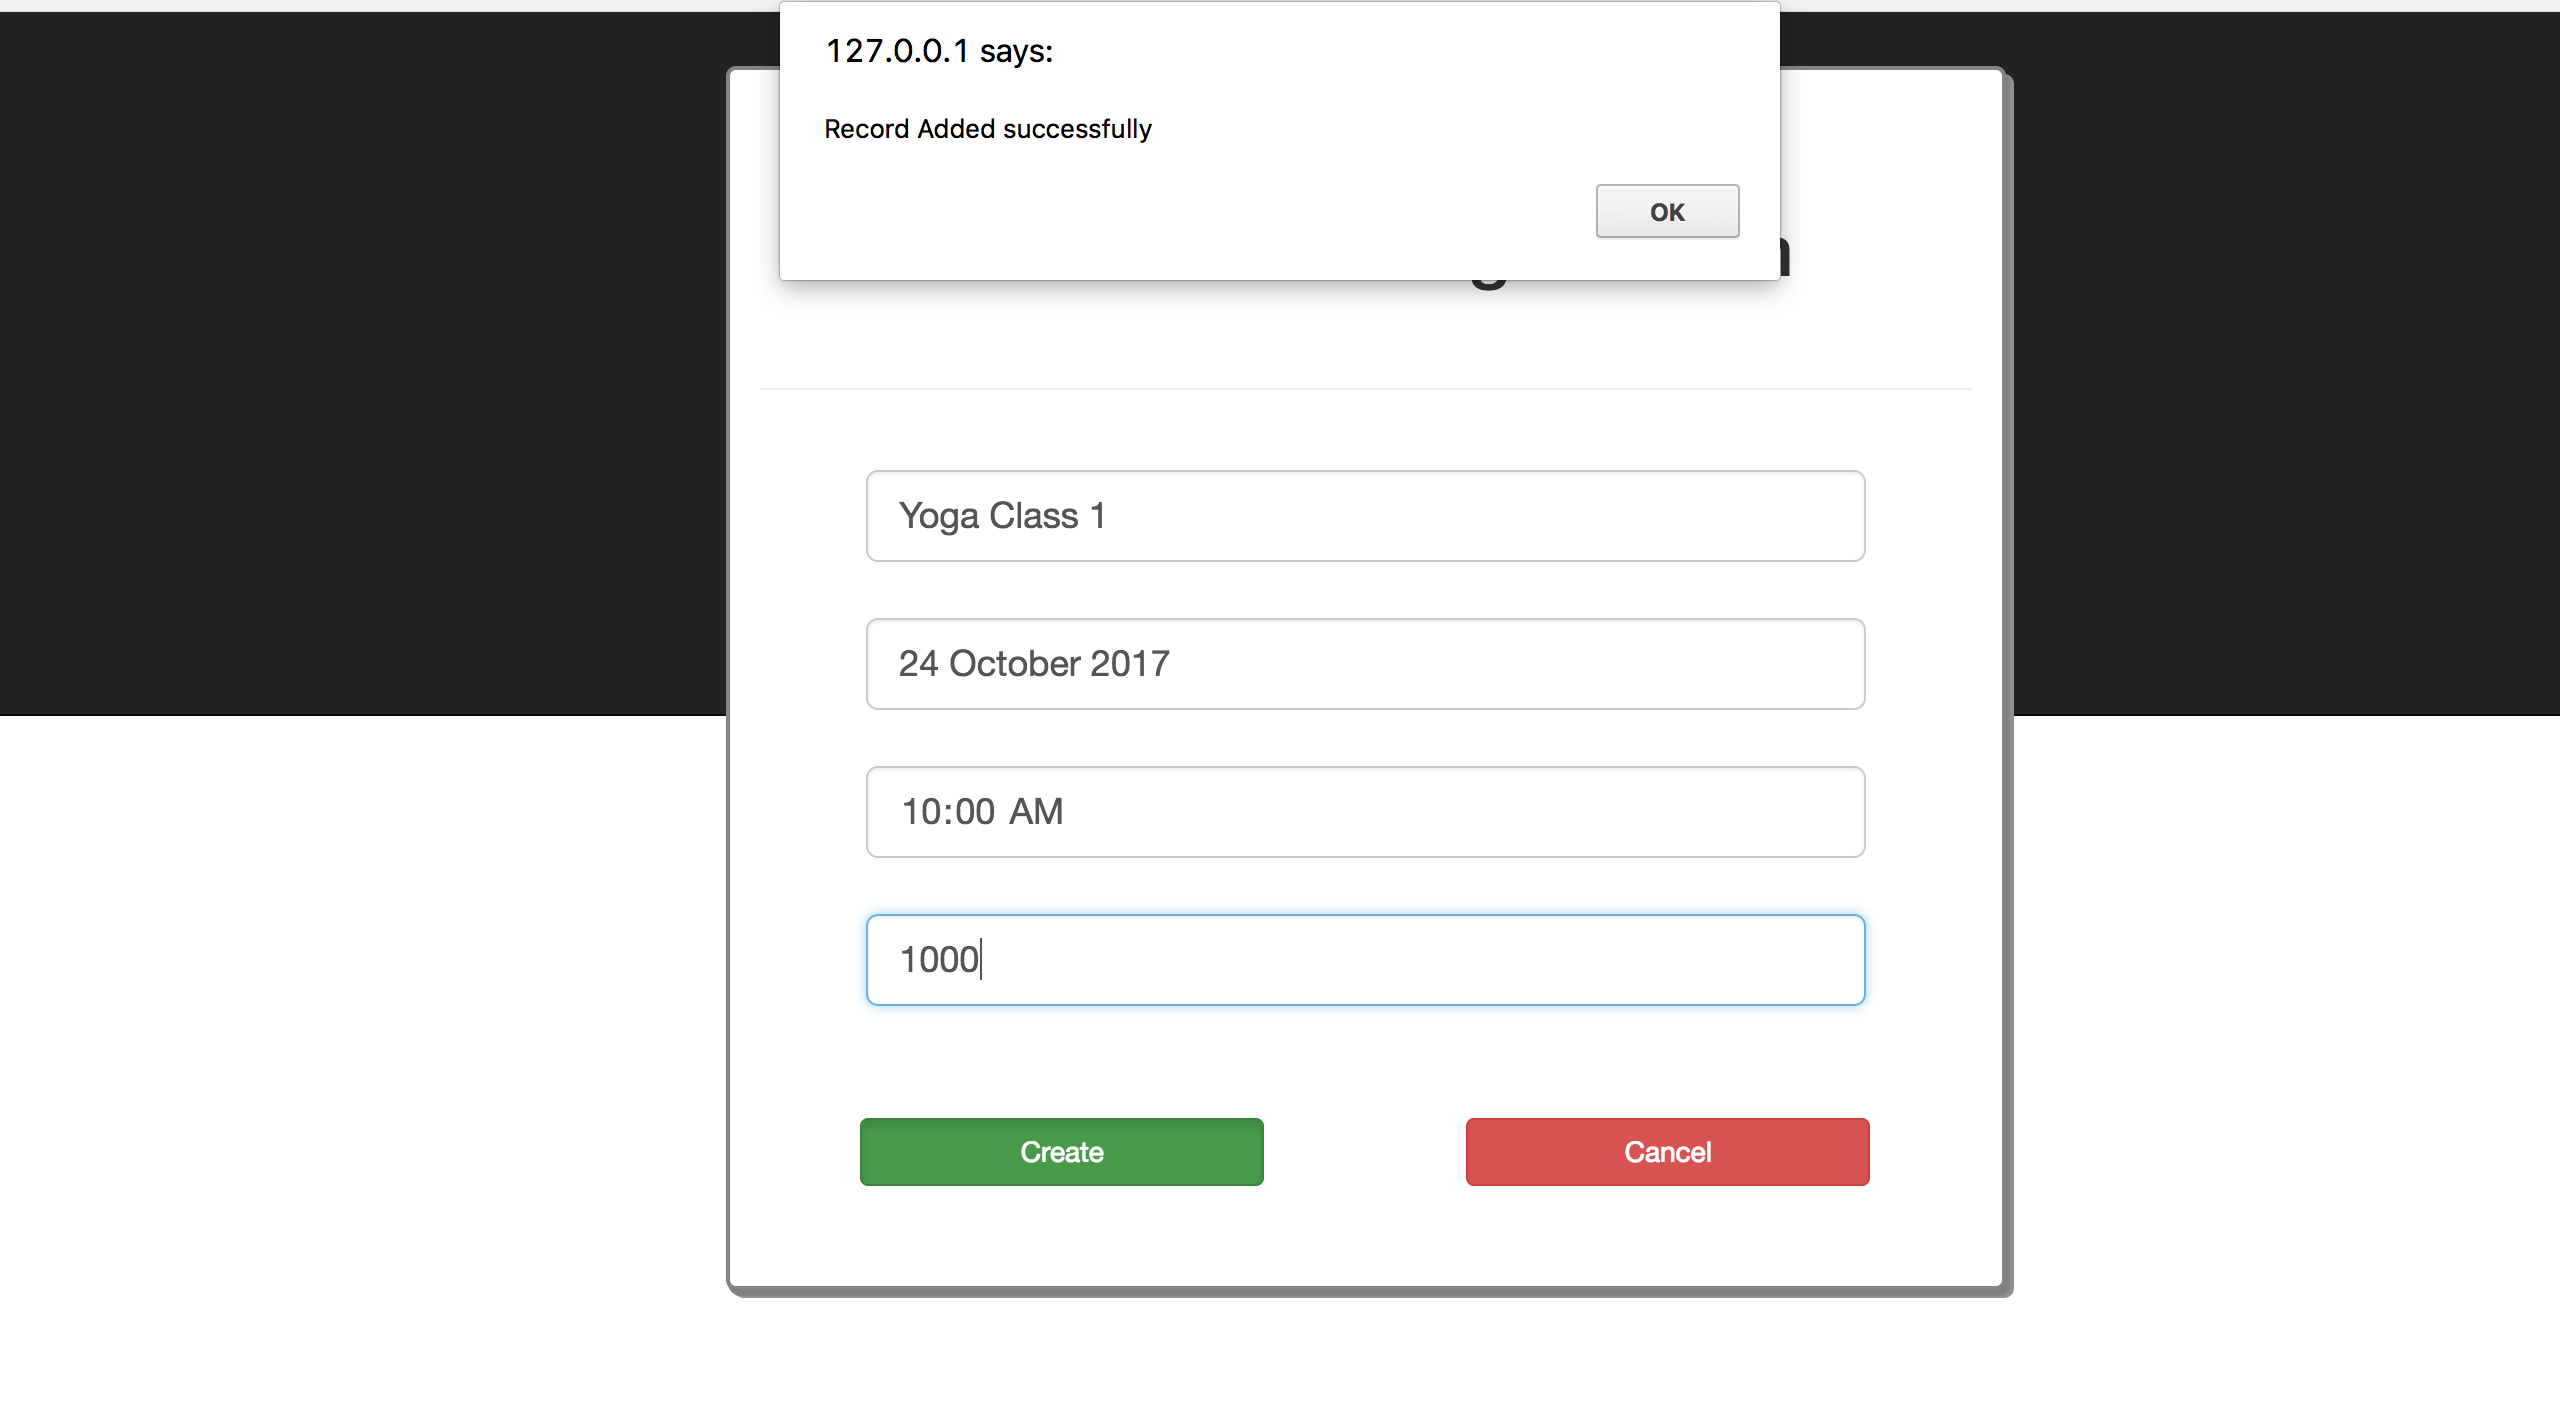 127.0.0.1 says:
Record Added successfully
OK
Yoga Class 1
24 October 2017
10:00 AM
1000
Create
Cancel